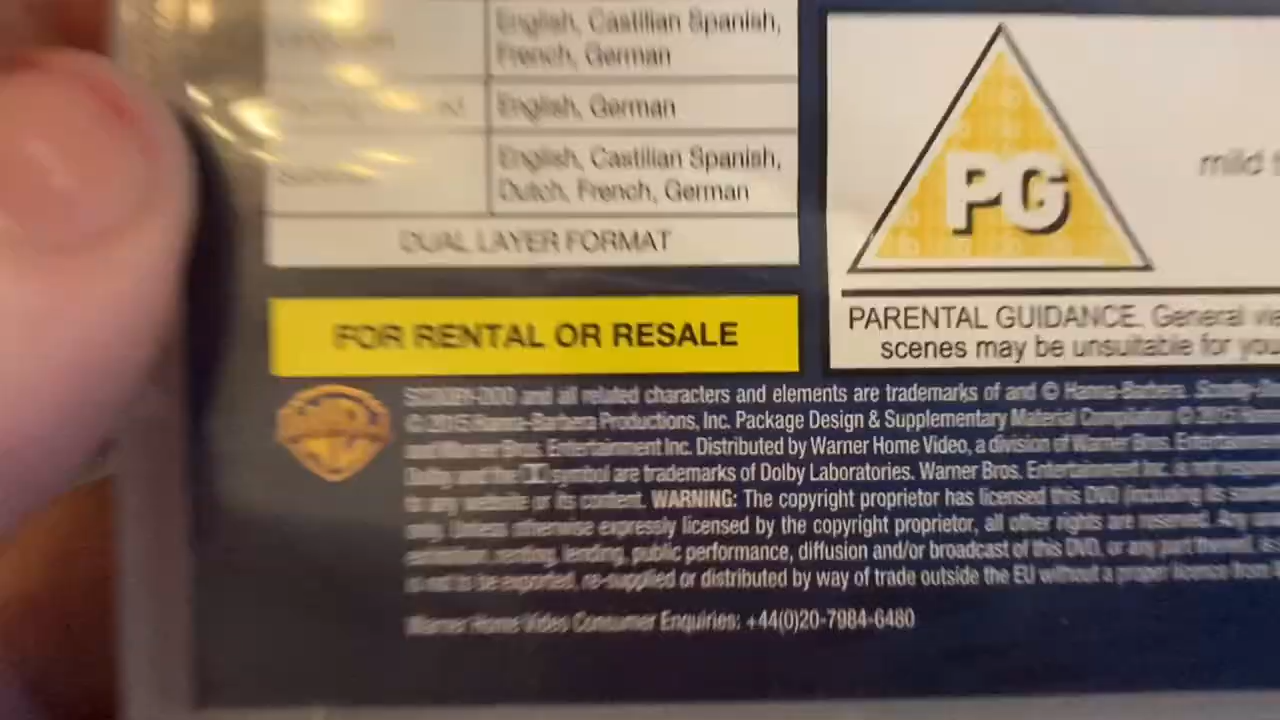 English, Castilian Spanish,
French, German
English, German
English, Castilian Spanish,
Dutch, French, German
DUAL LAYER FORMAT
FOR RENTAL OR RESALE
PG
mild
PARENTAL GUIDANCE. General
scenes may be unsuitable for
SCOOBY-DOO and all related characters and elements are trademarks of and © Hanna-Barbera.
© 2015 Hanna-Barbera Productions, Inc. Package Design & Supplementary Material Compilation © 2015
and Warner Bros. Entertainment Inc. Distributed by Warner Home Video, a division of Warner Bros.
Dolby and the symbol are trademarks of Dolby Laboratories. Warner Bros. Entertainment Inc. is not
to any website or its content. WARNING: The copyright proprietor has licensed this DVD (including its
only. Unless otherwise expressly licensed by the copyright proprietor, all other rights are reserved. Any
renting, lending, public performance, diffusion and/or broadcast of this DVD, or any part thereof, is
is not to be exported, re-supplied or distributed by way of trade outside the EU without a proper licence from
Warner Home Video Consumer Enquiries: +44(0)20-7984-6480